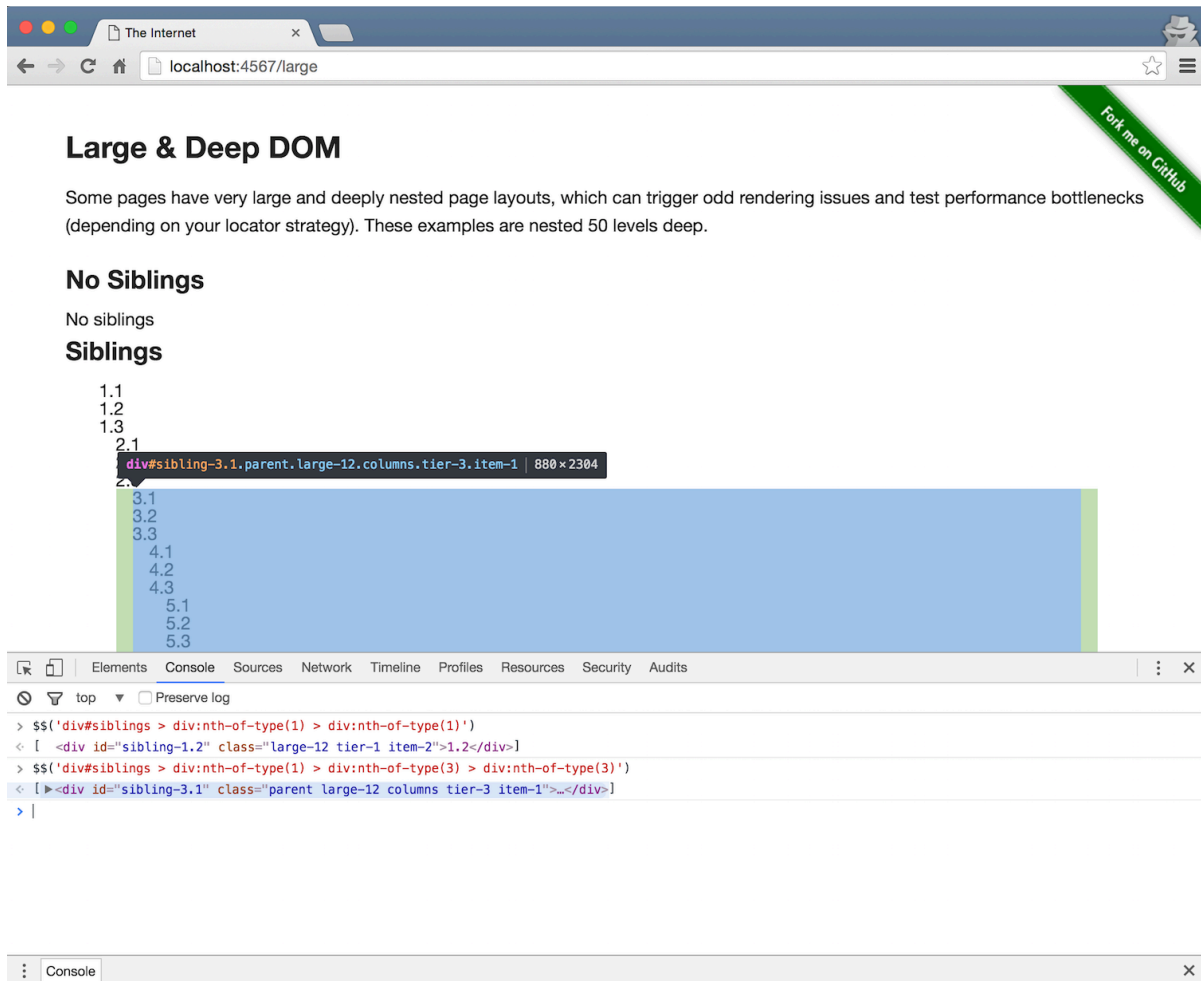 The Internet
localhost:4567/large
Fork me on GitHub
Large & Deep DOM
Some pages have very large and deeply nested page layouts, which can trigger odd rendering issues and test performance bottlenecks
(depending on your locator strategy). These examples are nested 50 levels deep.
No Siblings
No siblings
Siblings
1.1
1.2
1.3
2.1
div#sibling-3.1.parent.large-12.columns.tier-3.item-1 | 880×2304
3.1
3.2
3.3
4.1
4.2
4.3
5.1
5.2
5.3
Elements Console Sources Network Timeline Profiles Resources Security Audits
top ▼ Preserve log
> $$('div#siblings > div:nth-of-type(1) > div:nth-of-type(1)')
[ <div id="sibling-1.2" class="large-12 tier-1 item-2">1.2</div>]
> $$('div#siblings > div:nth-of-type(1) > div:nth-of-type(3) > div:nth-of-type(3)')
[▶<div id="sibling-3.1" class="parent large-12 columns tier-3 item-1">…</div>]
>
Console